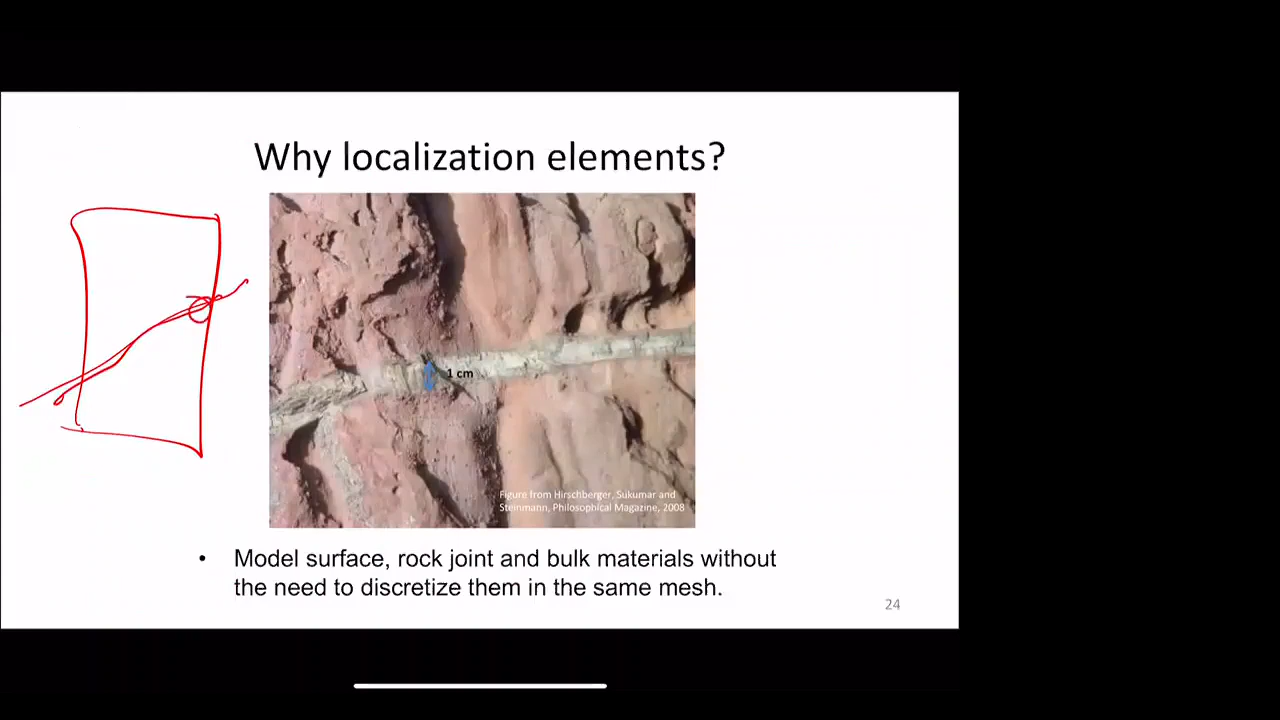 Why localization elements?
1 cm
Figure from Hirschberger, Sukumar and
Steinmann, Philosophical Magazine, 2008
• Model surface, rock joint and bulk materials without
the need to discretize them in the same mesh.
24